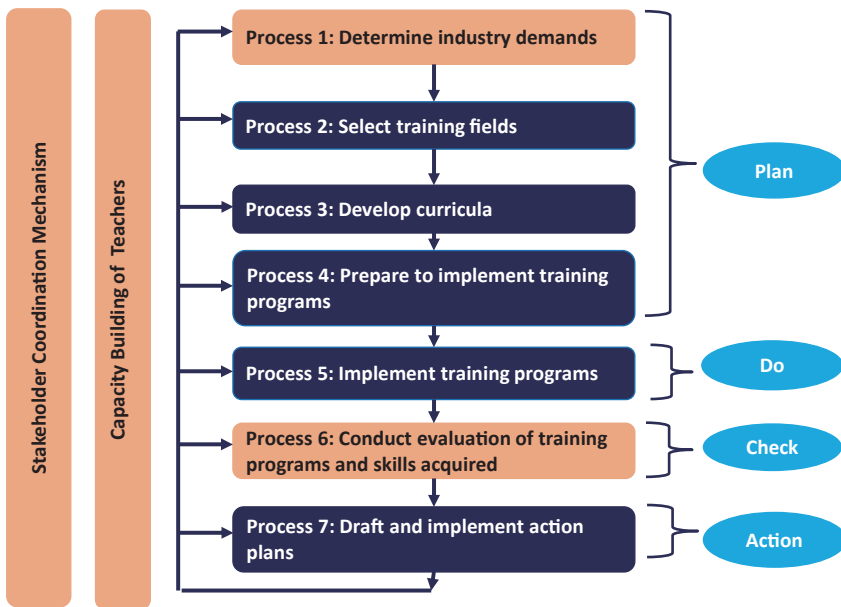 Stakeholder Coordination Mechanism
Capacity Building of Teachers
Process 1: Determine industry demands
Process 2: Select training fields
Process 3: Develop curricula
Process 4: Prepare to implement training
programs
Process 5: Implement training programs
Process 6: Conduct evaluation of training
programs and skills acquired
Process 7: Draft and implement action
plans
Plan
Do
Check
Action